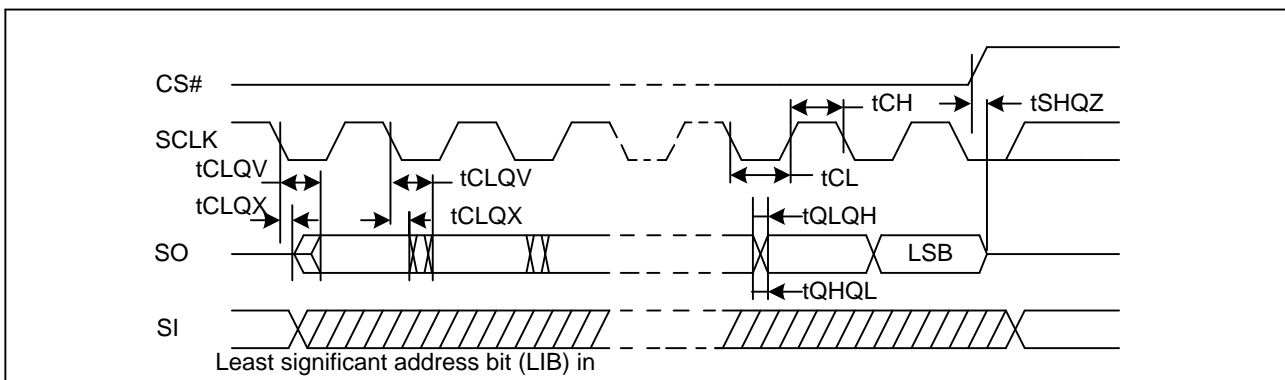 CS#
tCH
tSHQZ
SCLK
tCLQV
tCLQV
tCL
tCLQX
tCLQX
tQLQH
SO
LSB
tQHQL
SI
Least significant address bit (LIB) in